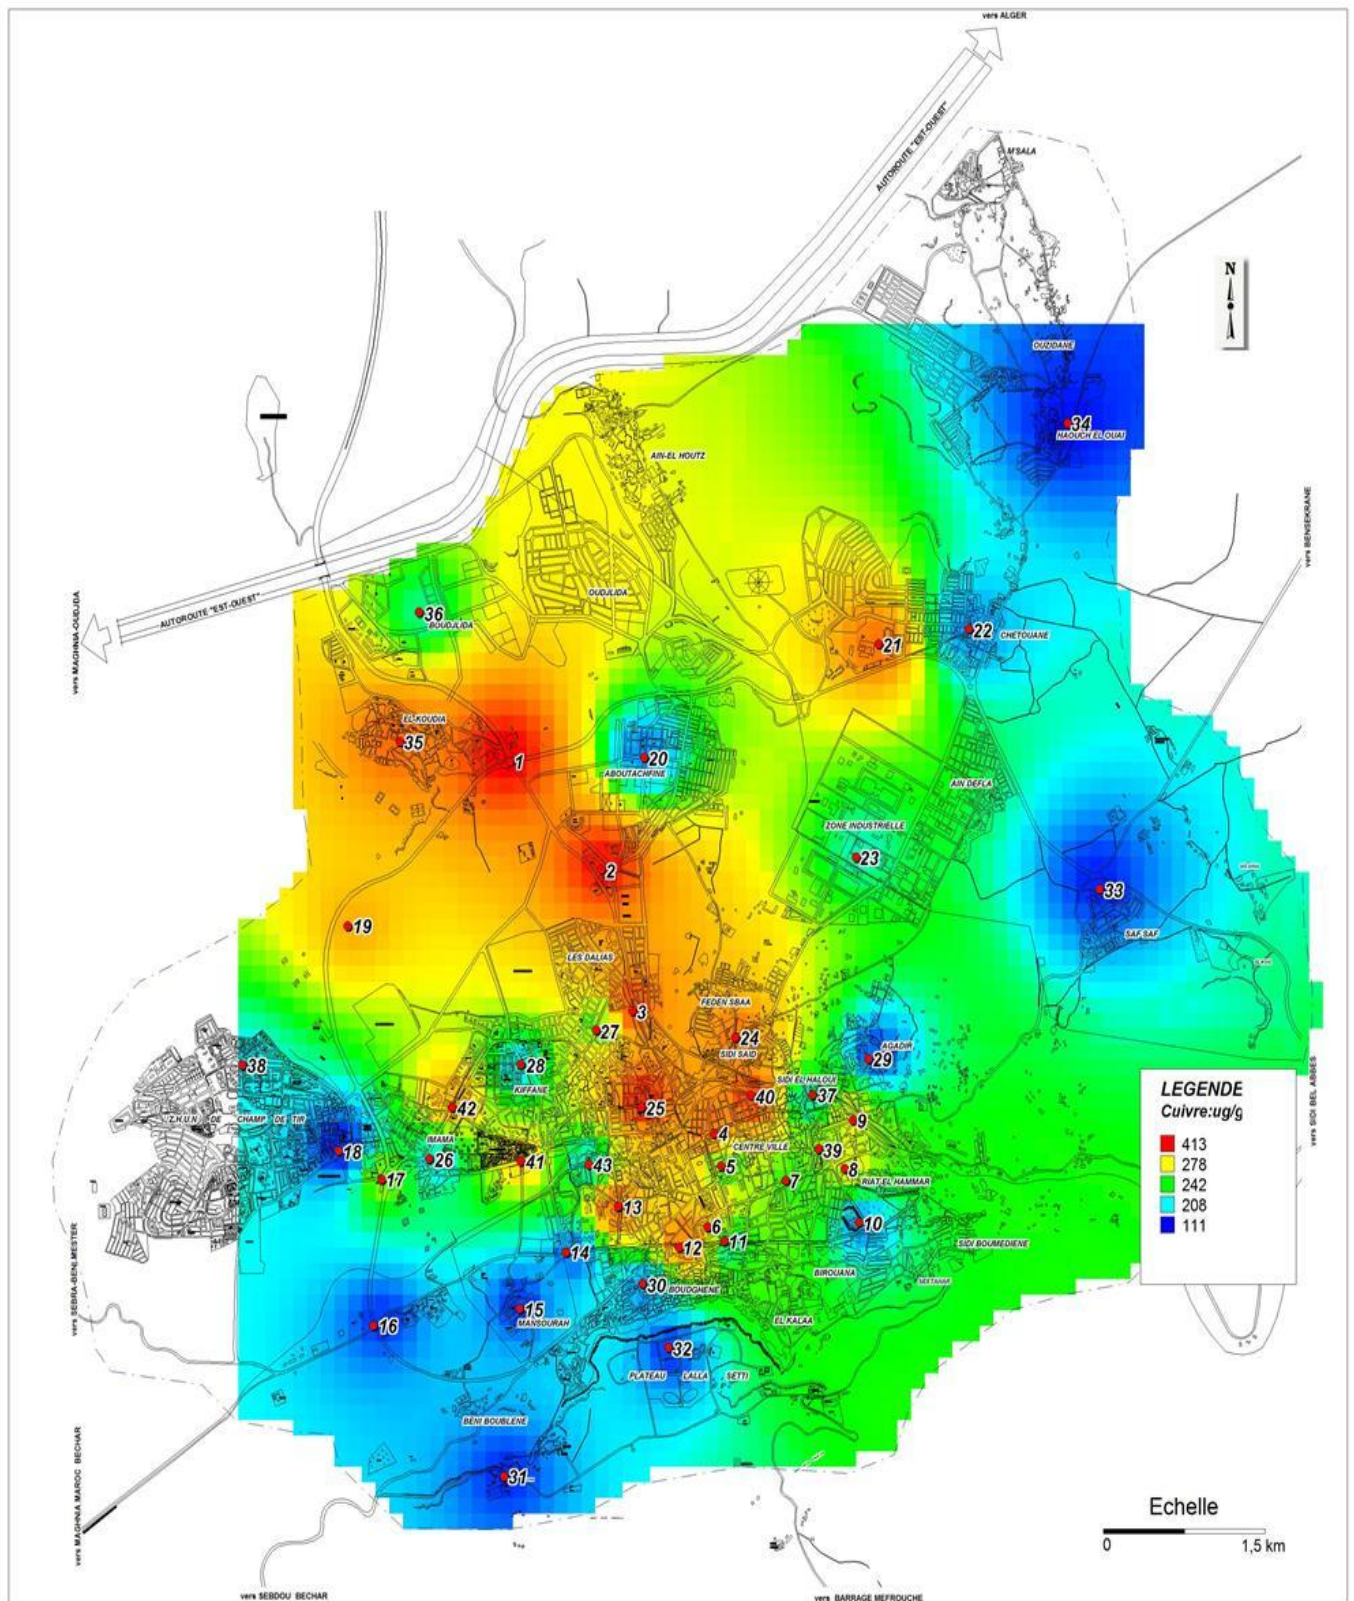 vers ALGER
AUTOROUTE "EST-OUEST"
M'SALA
N
OUZIDANE
34
HAOUCH EL OUAI
AIN-EL HOUTZ
vers BENSEKRANE
OUDJLIDA
AUTOROUTE "EST-OUEST"
36
BOUDJLIDA
vers MAGHNIA-OUDJDA
22
CHETOUANE
21
EL-KOUDIA
35
1
20
ABOUTACHFINE
AIN DEFLA
ZONE INDUSTRIELLE
23
2
33
SAF SAF
19
LES DALIAS
FEDEN SBAA
3
27
24
SIDI SAID
AGADIR
29
38
28
KIFFANE
SIDI EL HALOUI
37
40
25
42
Z.H.U.N DE CHAMP DE TIR
9
4
CENTRE VILLE
IMAMA
18
26
41
43
5
39
8
17
7
RIAT EL HAMMAR
13
10
6
11
12
SIDI BOUMEDIENE
14
BIROUANA
30
BOUDGHENE
15
MANSOURAH
16
EL KALAA
32
PLATEAU LALLA SETTI
BENI BOUBLENE
31
vers SIDI BEL ABBES
LEGENDE
Cuivre:ug/g
413
278
242
208
111
vers SEBRA-BENI.MESTER
vers MAGHNIA MAROC BECHAR
Echelle
0 1,5 km
vers SEBDOU BECHAR
vers BARRAGE MEFROUCHE